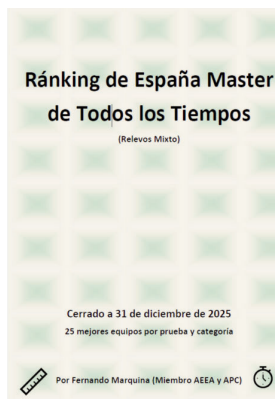 Ránking de España Master
de Todos los Tiempos
(Relevos Mixto)
Cerrado a 31 de diciembre de 2025
25 mejores equipos por prueba y categoría
Por Fernando Marquina (Miembro AEEA y APC)